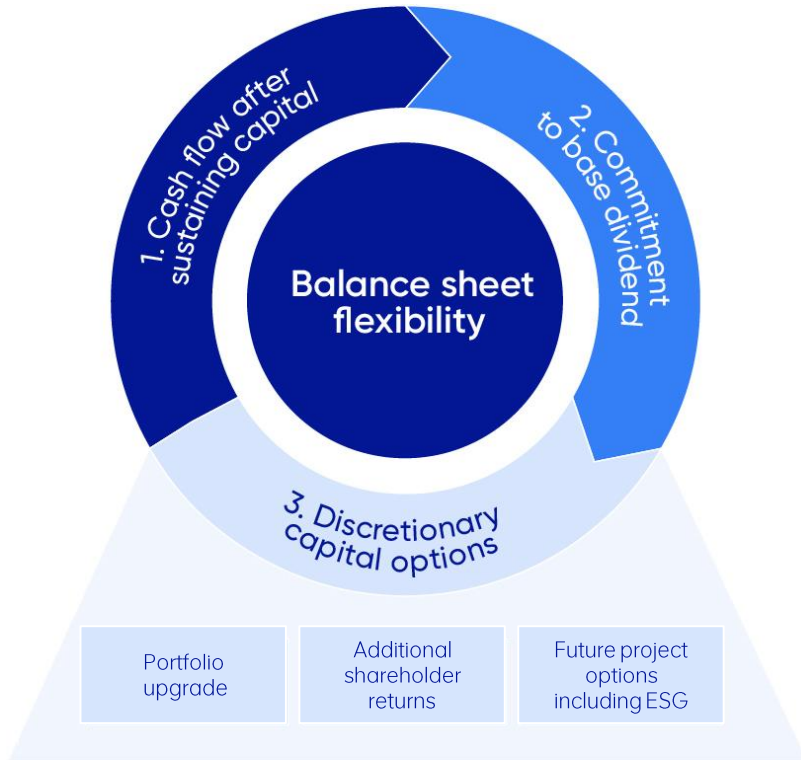 1. Cash flow after
sustaining capital
2. Commitment
to base dividend
Balance sheet
flexibility
3. Discretionary
capital options
Portfolio
upgrade
Additional
shareholder
returns
Future project
options
including ESG